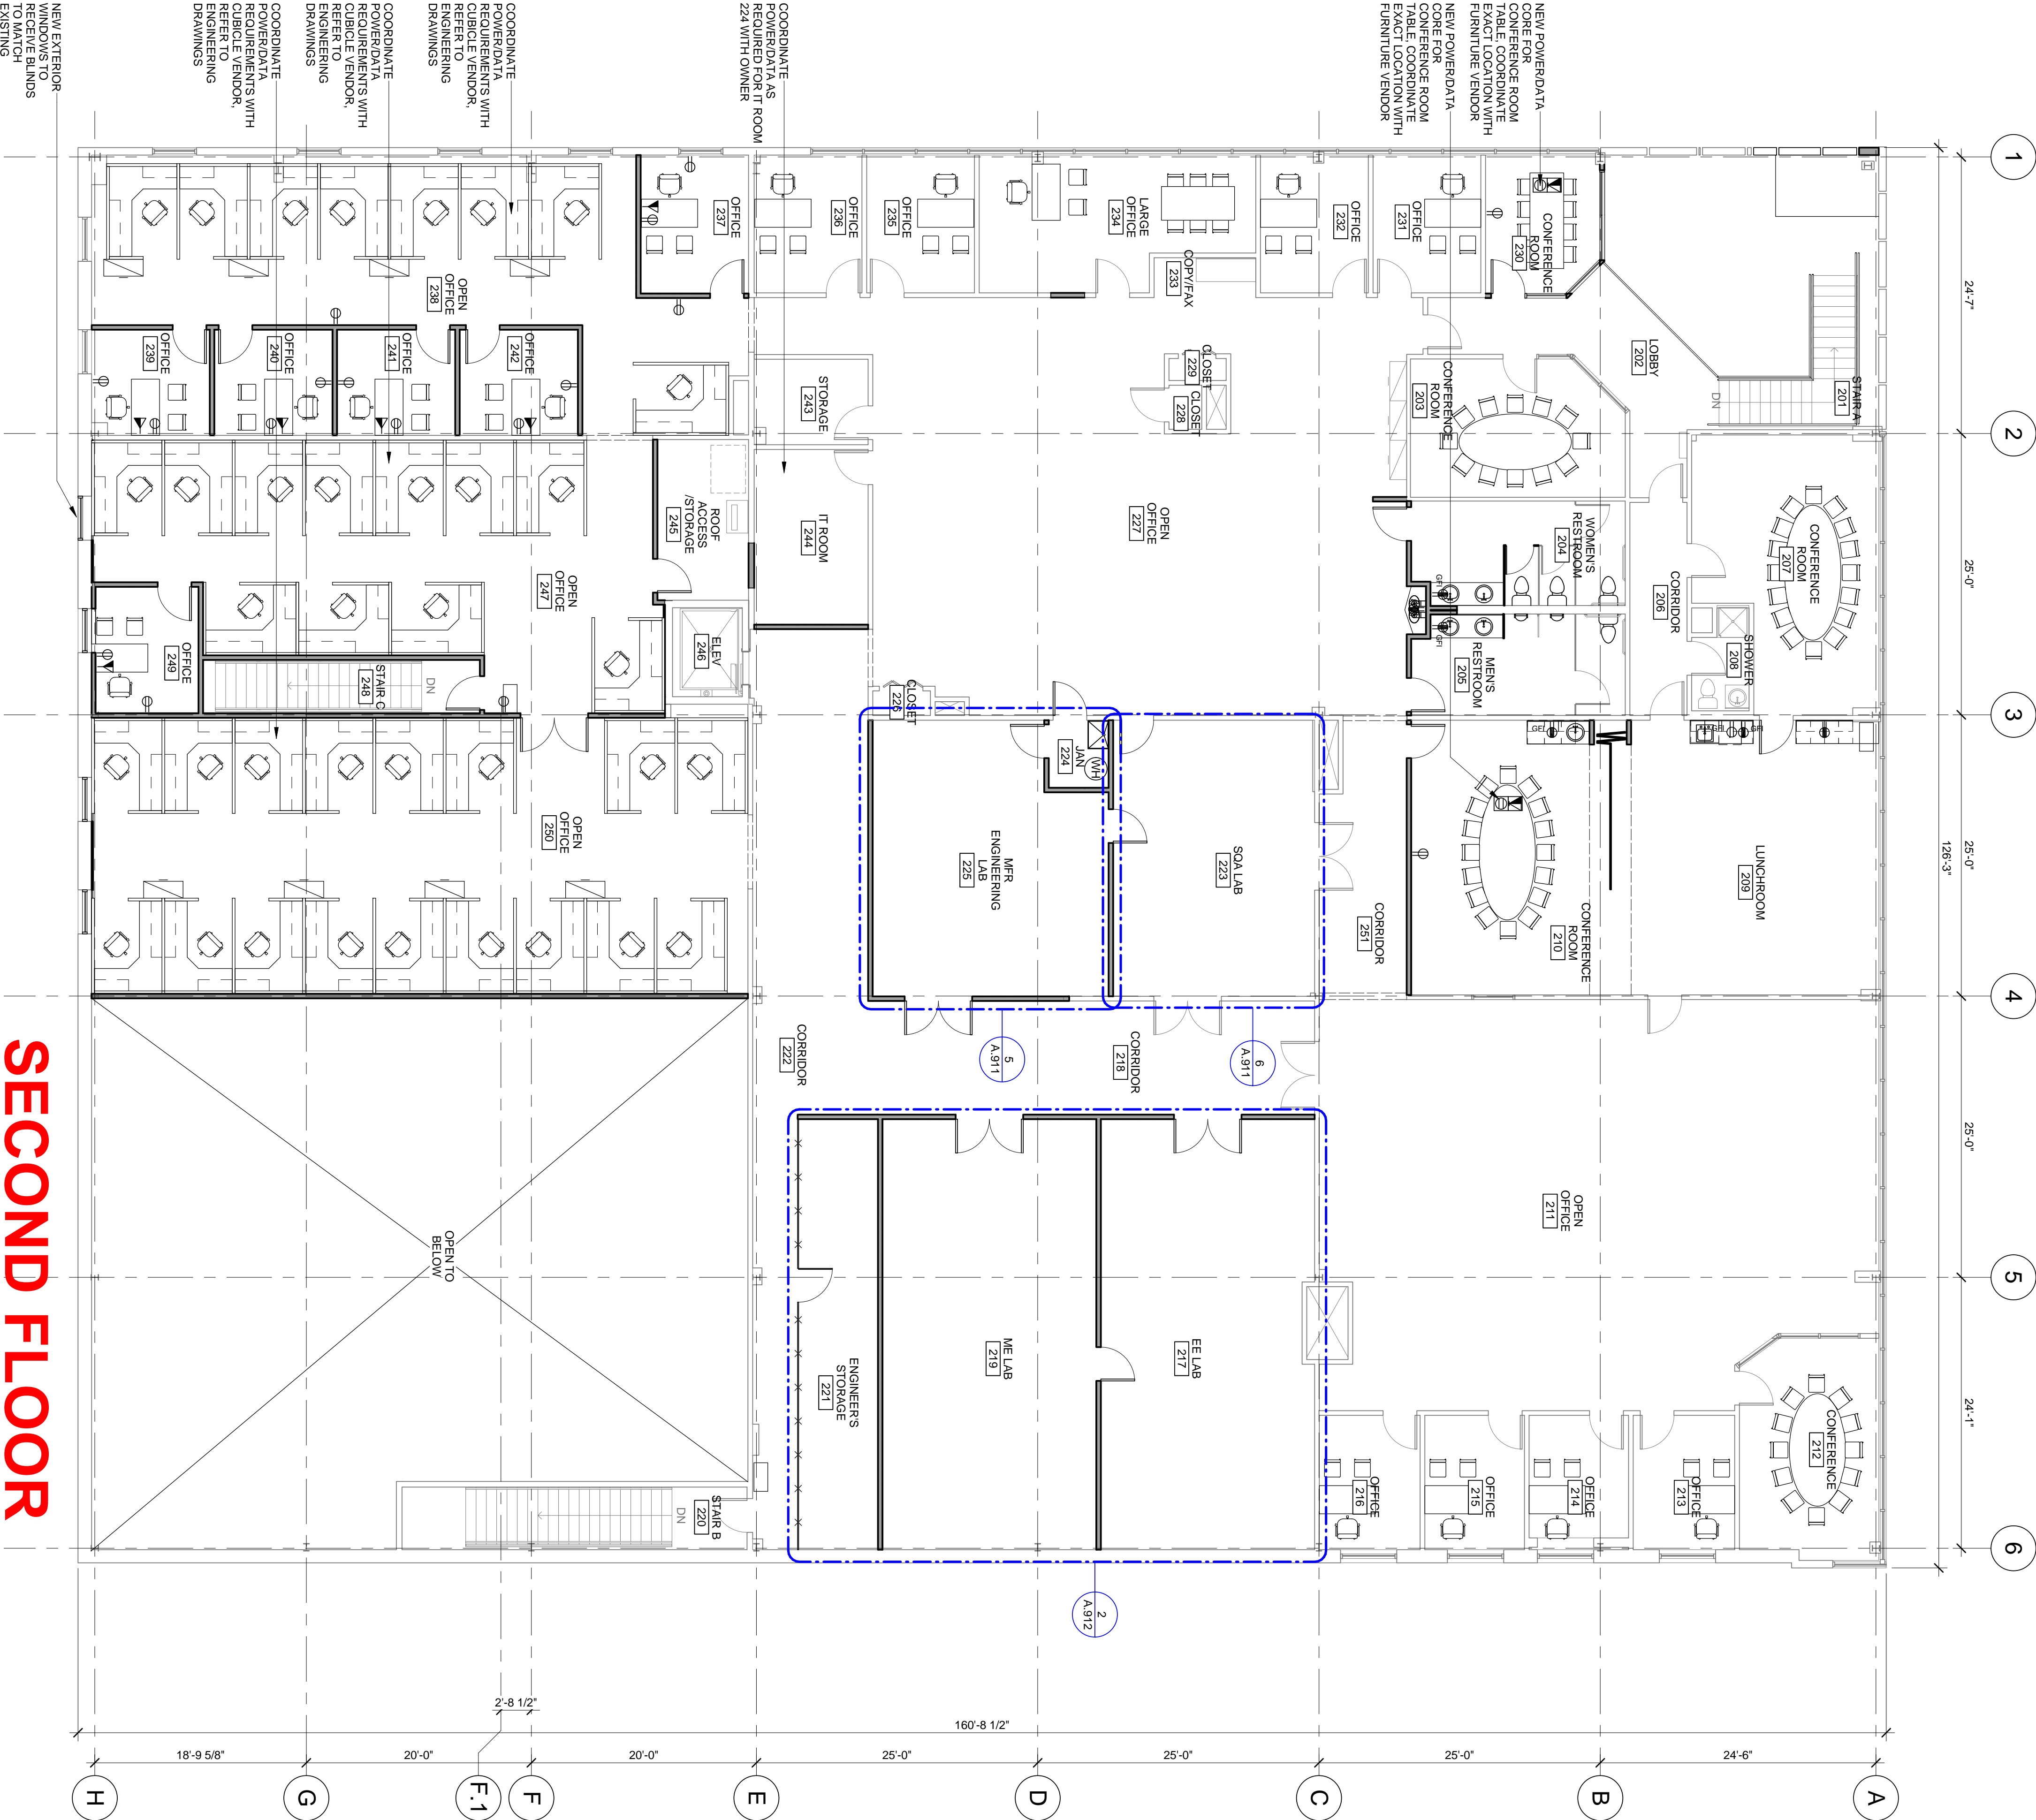 1
2
3
4
5
6
24'-7"
25'-0"
25'-0"
25'-0"
24'-1"
126'-3"
NEW POWER/DATA
CORE FOR
CONFERENCE ROOM
TABLE, COORDINATE
EXACT LOCATION WITH
FURNITURE VENDOR
NEW POWER/DATA
CORE FOR
CONFERENCE ROOM
TABLE, COORDINATE
EXACT LOCATION WITH
FURNITURE VENDOR
COORDINATE
POWER/DATA AS
REQUIRED FOR IT ROOM
224 WITH OWNER
COORDINATE
POWER/DATA
REQUIREMENTS WITH
CUBICLE VENDOR,
REFER TO
ENGINEERING
DRAWINGS
COORDINATE
POWER/DATA
REQUIREMENTS WITH
CUBICLE VENDOR,
REFER TO
ENGINEERING
DRAWINGS
COORDINATE
POWER/DATA
REQUIREMENTS WITH
CUBICLE VENDOR,
REFER TO
ENGINEERING
DRAWINGS
NEW EXTERIOR
WINDOWS TO
RECEIVE BLINDS
TO MATCH
EXISTING
STAIR A
201
DN
LOBBY
202
CONFERENCE
ROOM
203
WOMEN'S
RESTROOM
204
GFI
GFI
MEN'S
RESTROOM
205
CORRIDOR
206
CONFERENCE
ROOM
207
SHOWER
208
LUNCHROOM
209
GFI
GFI
GFI
CONFERENCE
ROOM
210
OPEN
OFFICE
211
CONFERENCE
212
OFFICE
213
OFFICE
214
OFFICE
215
OFFICE
216
EE LAB
217
CORRIDOR
218
ME LAB
219
STAIR B
220
DN
ENGINEER'S
STORAGE
221
CORRIDOR
222
SQA LAB
223
JAN
224
(WH)
MFR
ENGINEERING
LAB
225
CLOSET
226
OPEN
OFFICE
227
CLOSET
228
CLOSET
229
CONFERENCE
ROOM
230
OFFICE
231
OFFICE
232
COPY/FAX
233
LARGE
OFFICE
234
OFFICE
235
OFFICE
236
OFFICE
237
OPEN
OFFICE
238
OFFICE
239
OFFICE
240
OFFICE
241
OFFICE
242
STORAGE
243
IT ROOM
244
ROOF
ACCESS
/STORAGE
245
ELEV
246
OPEN
OFFICE
247
STAIR C
248
DN
OFFICE
249
OPEN
OFFICE
250
CORRIDOR
251
OPEN TO
BELOW
5
A.911
6
A.911
2
A.912
2'-8 1/2"
160'-8 1/2"
18'-9 5/8"
20'-0"
20'-0"
25'-0"
25'-0"
25'-0"
24'-6"
H
G
F.1
F
E
D
C
B
A
SECOND FLOOR